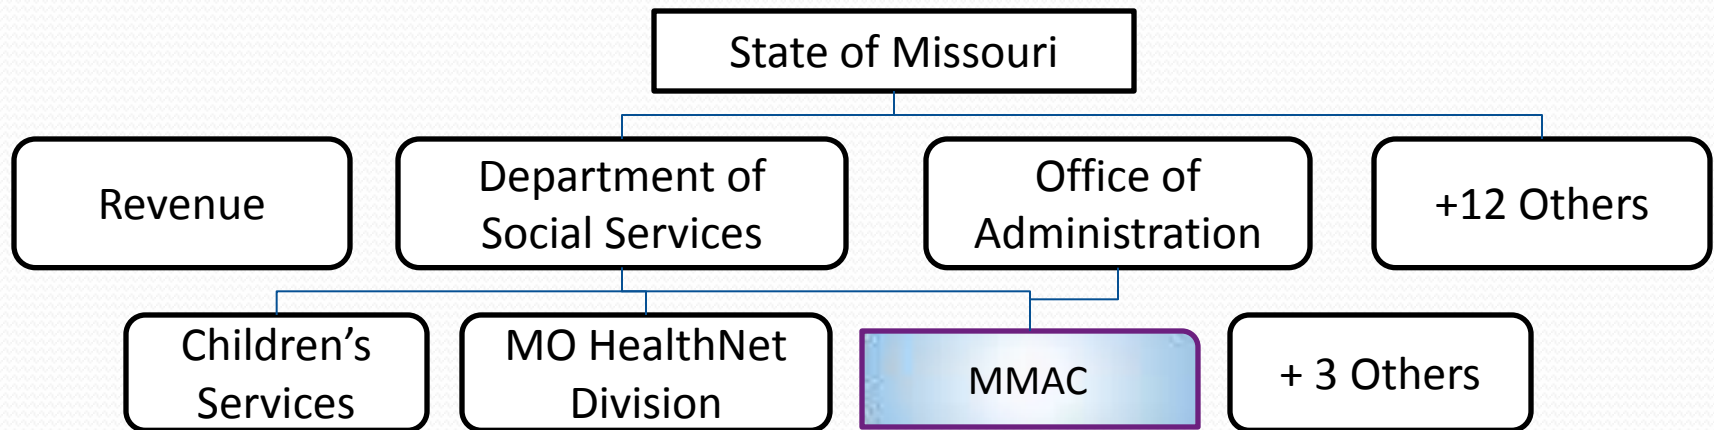 State of Missouri
Revenue
Department of
Social Services
Office of
Administration
+12 Others
Children’s
Services
MO HealthNet
Division
MMAC
+ 3 Others